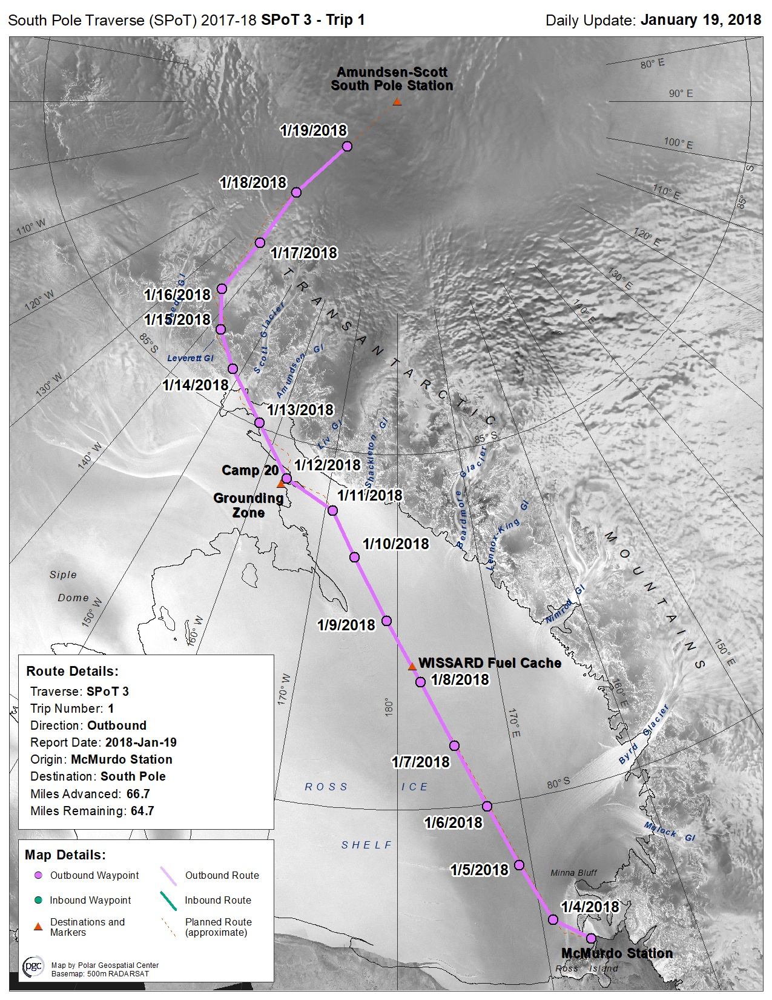 South Pole Traverse (SPoT) 2017-18 SPoT 3 - Trip 1
Daily Update: January 19, 2018
80° E
Amundsen-Scott
South Pole Station
90° E
1/19/2018
100° E
85° S
1/18/2018
110° E
110° W
120° E
1/17/2018
TRANSANTARCTIC
130° E
1/16/2018
120° W
140° E
1/15/2018
Scott Glacier
85° S
Leverett Gl
Amundsen Gl
130° W
1/14/2018
1/13/2018
Liv Gl
Shackleton Gl
85° S
140° W
Camp 20
1/12/2018
Glacier
Grounding
Zone
1/11/2018
Beardmore
Lennox-King Gl
1/10/2018
MOUNTAINS
Siple
Dome
Nimrod Gl
150° W
160° W
1/9/2018
150° E
WISSARD Fuel Cache
1/8/2018
160° E
170° W
180°
170° E
Byrd Glacier
1/7/2018
80° S
ROSS ICE
1/6/2018
Mulock Gl
SHELF
1/5/2018
Minna Bluff
1/4/2018
McMurdo Station
Ross Island
Route Details:
Traverse: SPoT 3
Trip Number: 1
Direction: Outbound
Report Date: 2018-Jan-19
Origin: McMurdo Station
Destination: South Pole
Miles Advanced: 66.7
Miles Remaining: 64.7
Map Details:
Outbound Waypoint
Outbound Route
Inbound Waypoint
Inbound Route
Destinations and
Markers
Planned Route
(approximate)
pgc
Map by Polar Geospatial Center
Basemap: 500m RADARSAT